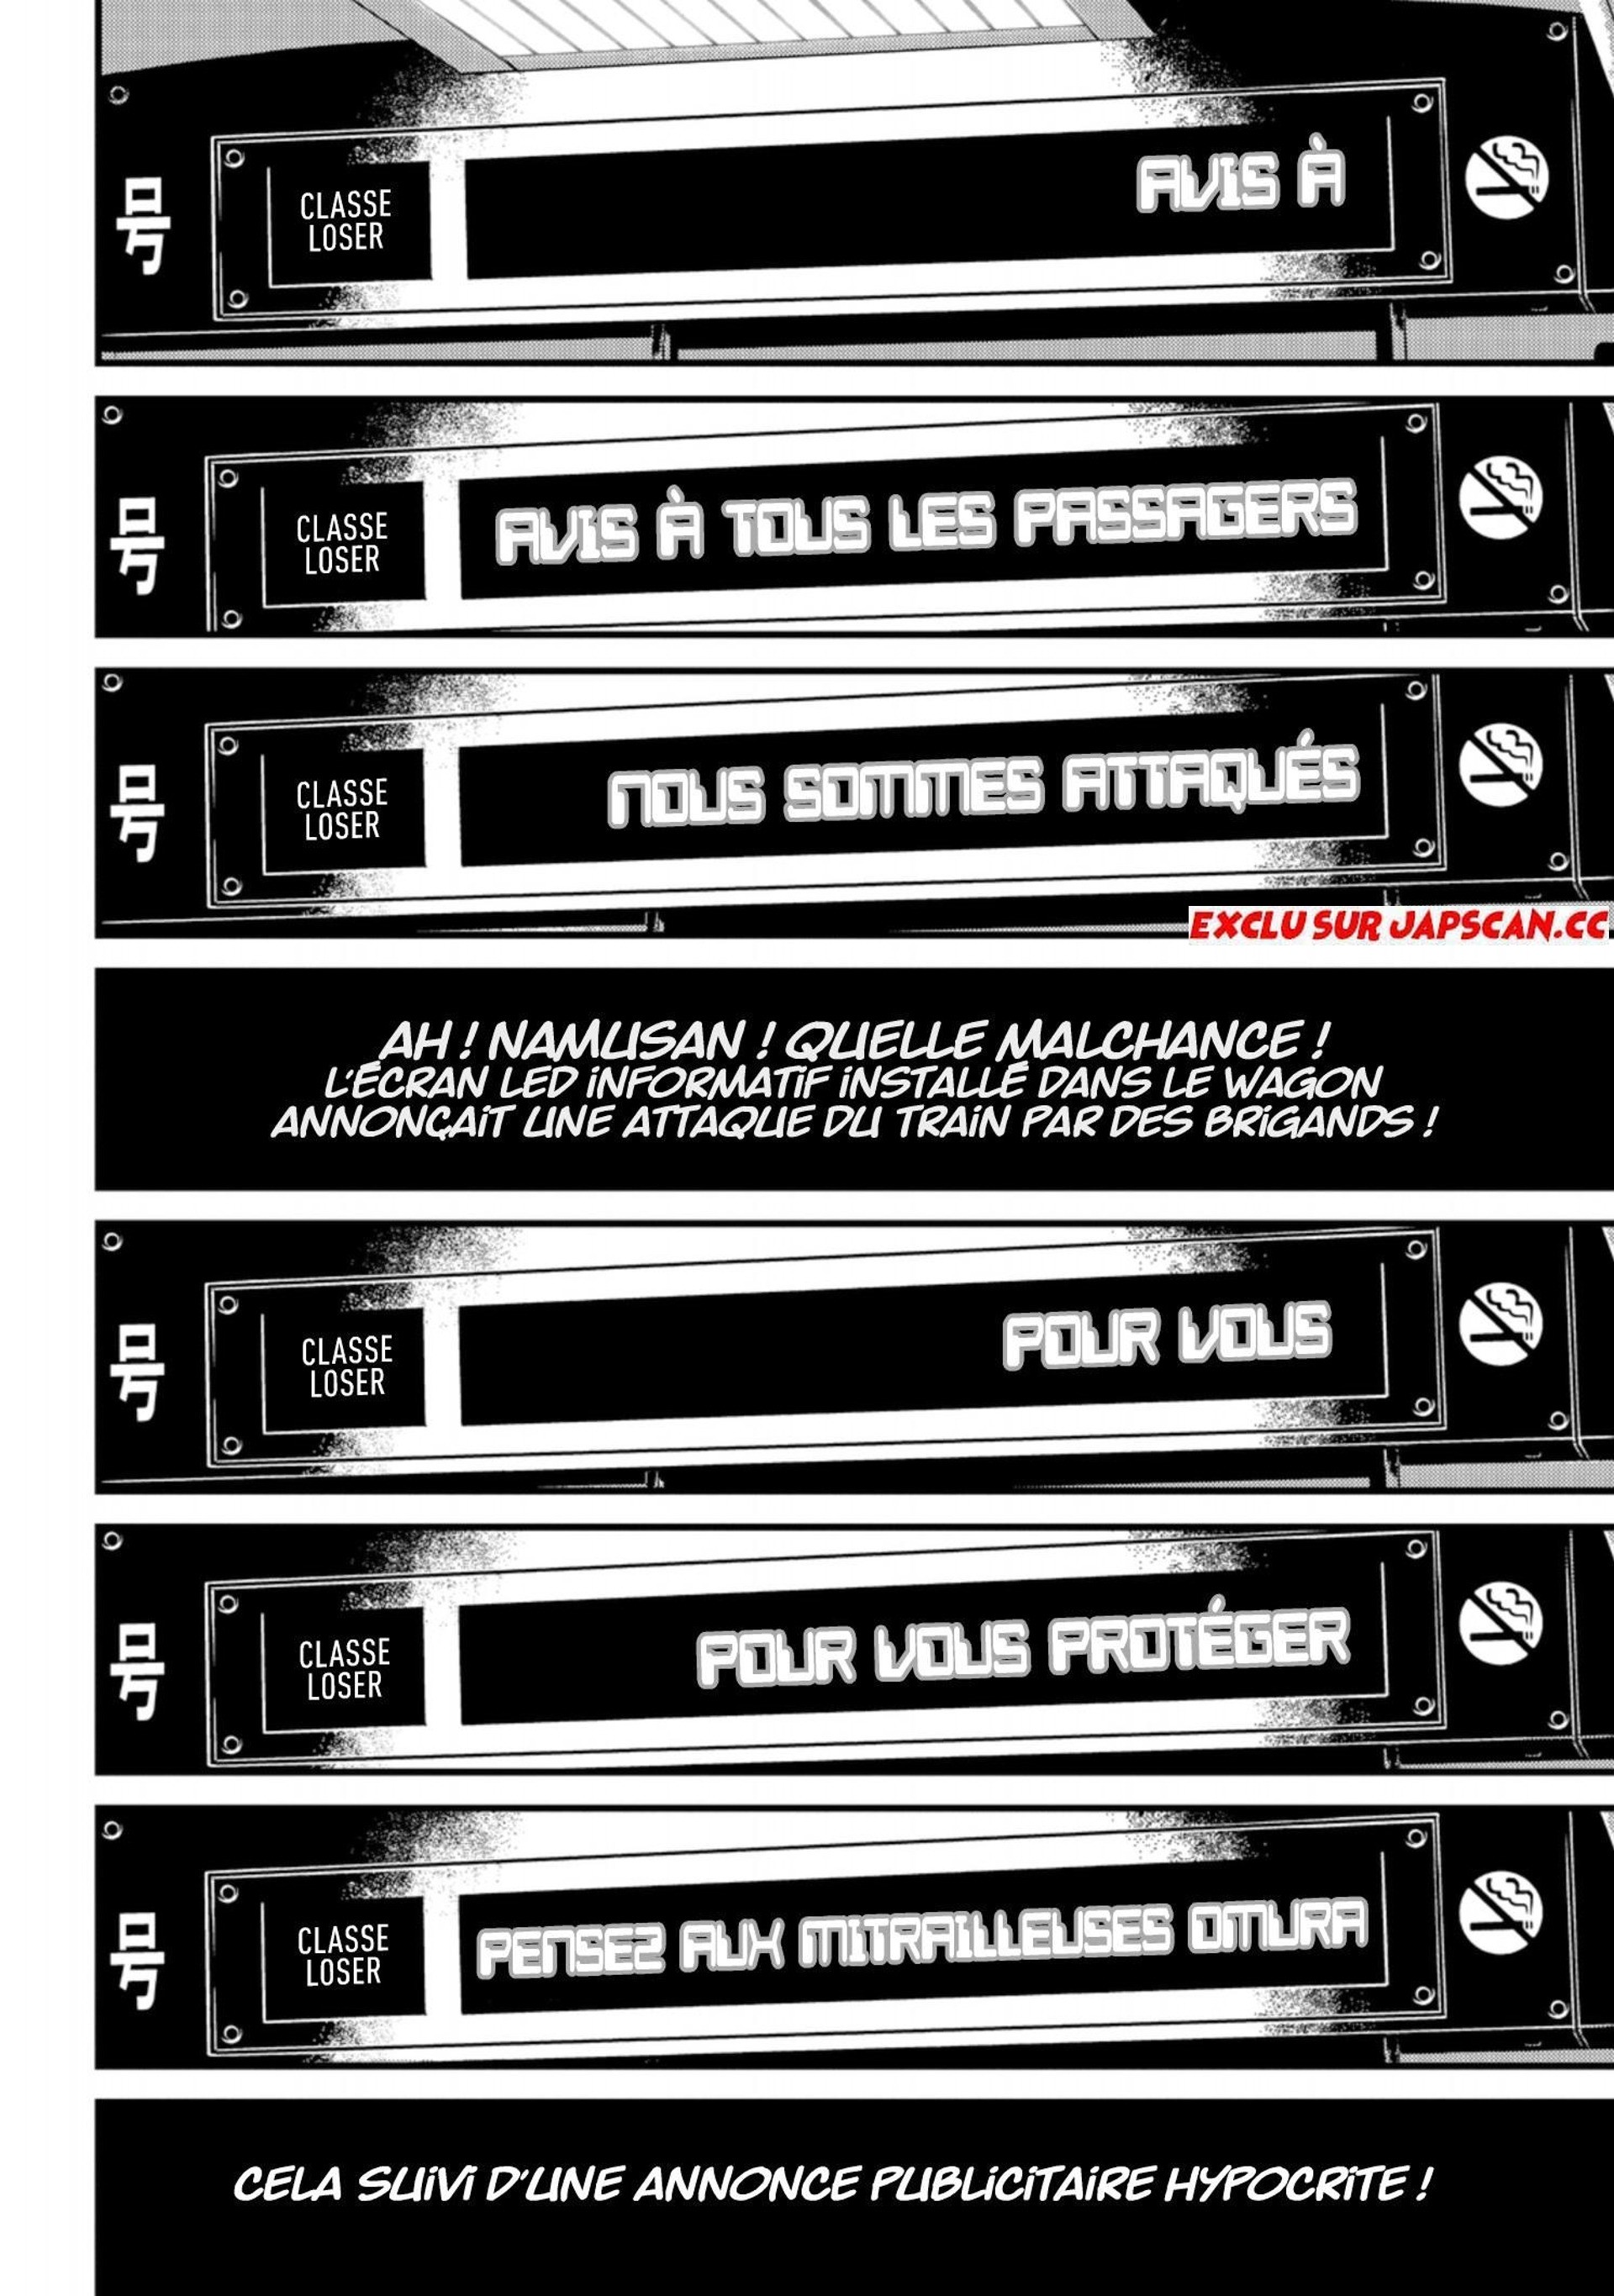 号
CLASSE
LOSER
AVIS À
号
CLASSE
LOSER
AVIS À TOUS LES PASSAGERS
号
CLASSE
LOSER
NOUS SOMMES ATTAQUÉS
EXCLU SUR JAPSCAN.CC
AH ! NAMUSAN ! QUELLE MALCHANCE !
L'ÉCRAN LED INFORMATIF INSTALLÉ DANS LE WAGON
ANNONÇAIT UNE ATTAQUE DU TRAIN PAR DES BRIGANDS !
号
CLASSE
LOSER
POUR VOUS
号
CLASSE
LOSER
POUR VOUS PROTÉGER
号
CLASSE
LOSER
PENSEZ AUX MITRAILLEUSES OMURA
CELA SUIVI D'UNE ANNONCE PUBLICITAIRE HYPOCRITE !